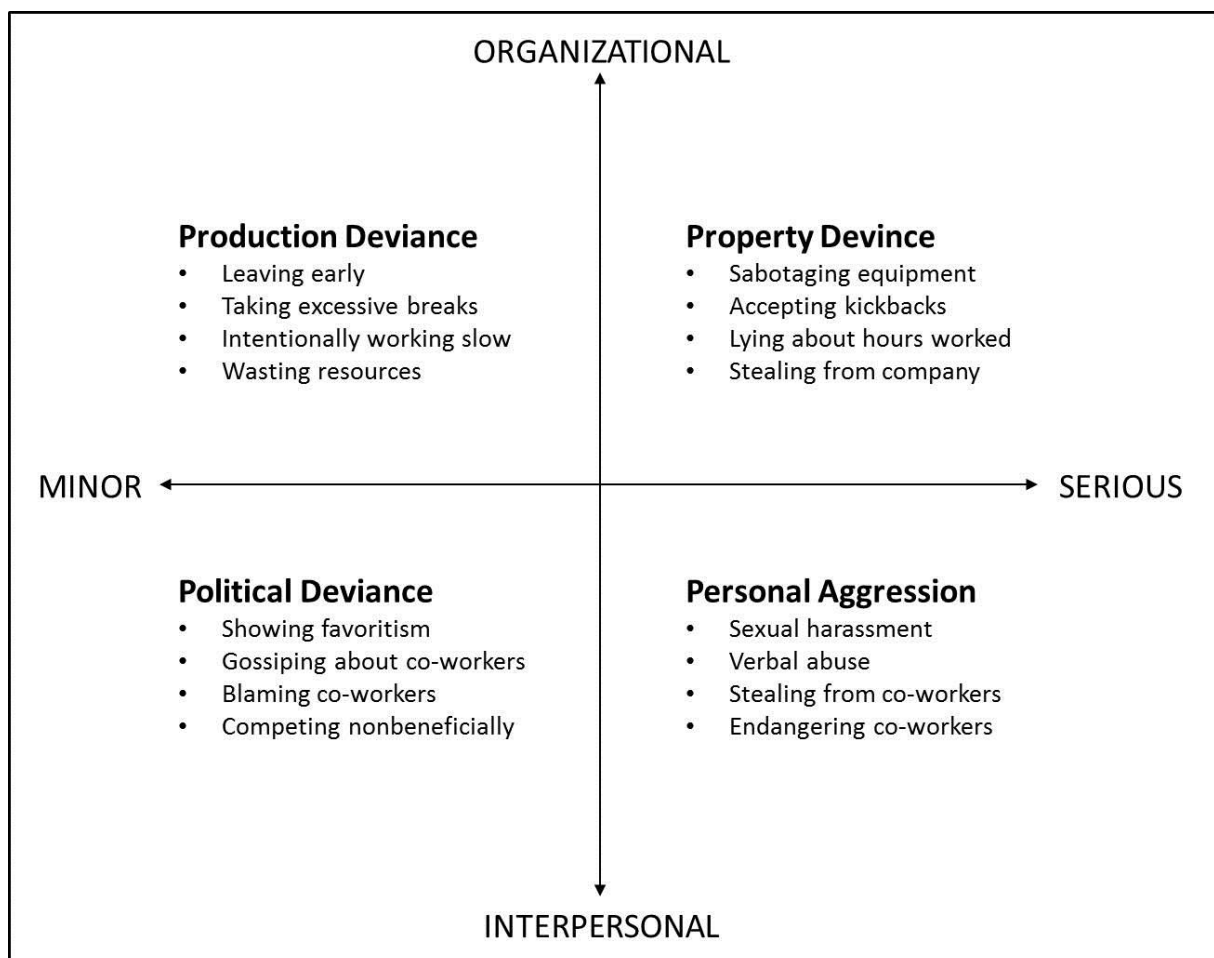 ORGANIZATIONAL
Production Deviance
• Leaving early
• Taking excessive breaks
• Intentionally working slow
• Wasting resources
Property Devince
• Sabotaging equipment
• Accepting kickbacks
• Lying about hours worked
• Stealing from company
MINOR
SERIOUS
Political Deviance
• Showing favoritism
• Gossiping about co-workers
• Blaming co-workers
• Competing nonbeneficially
Personal Aggression
• Sexual harassment
• Verbal abuse
• Stealing from co-workers
• Endangering co-workers
INTERPERSONAL